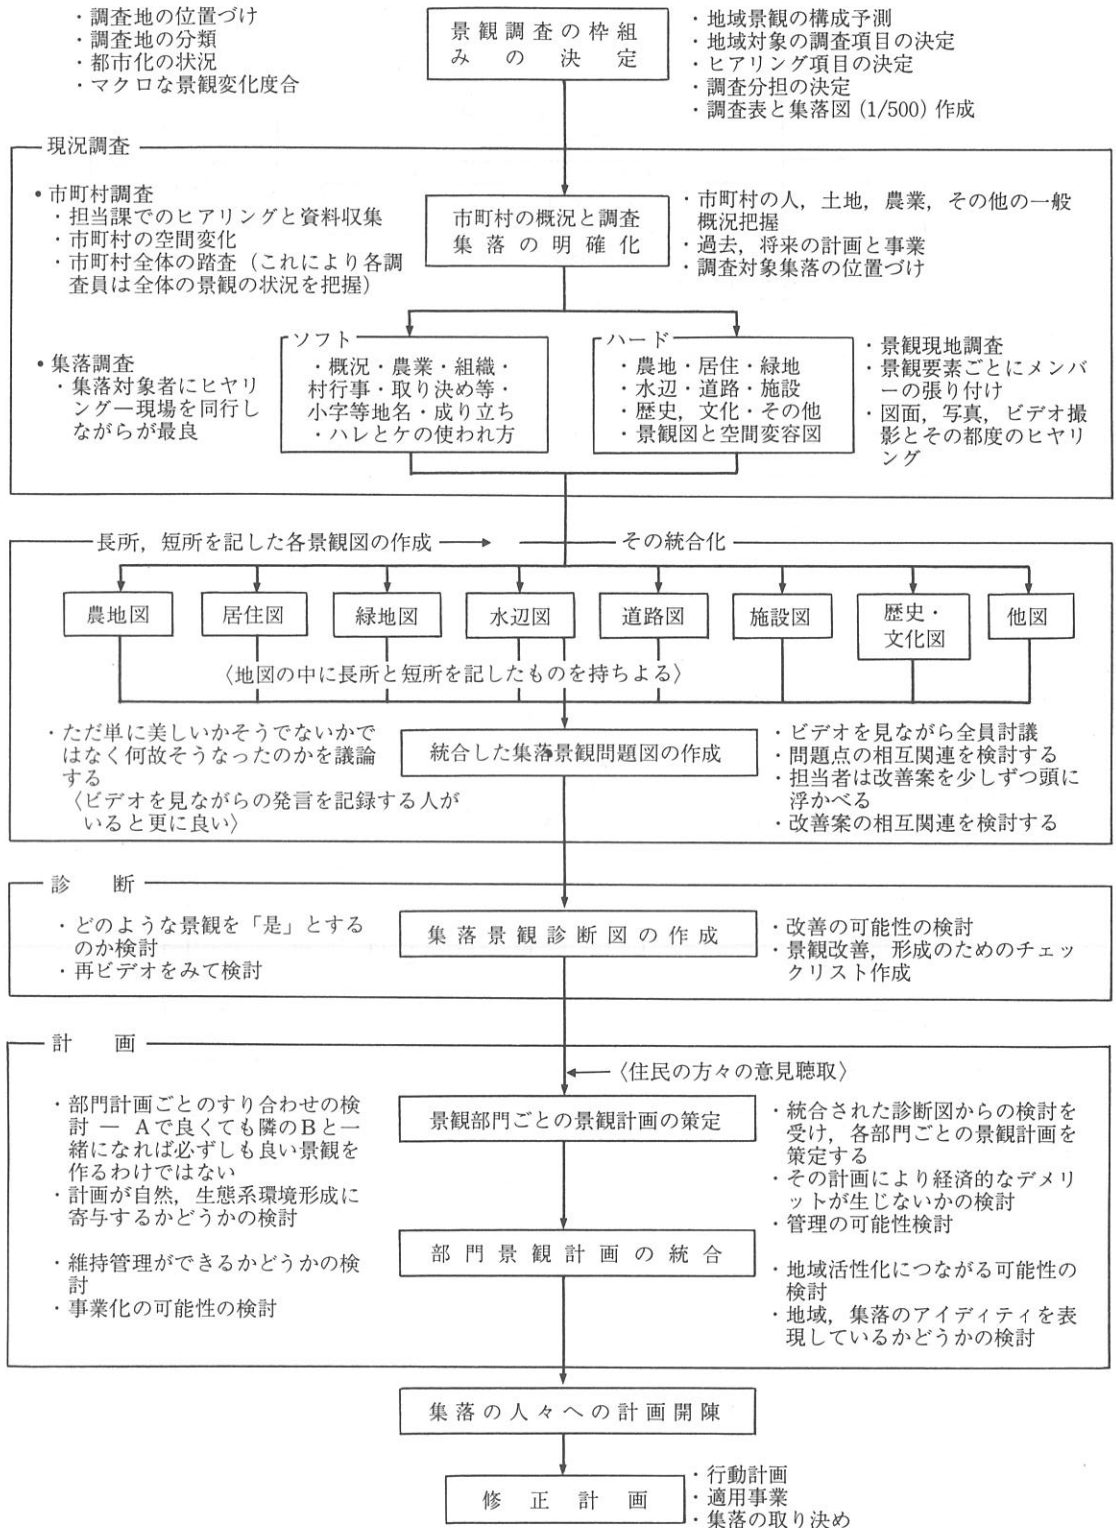 ・調査地の位置づけ
・調査地の分類
・都市化の状況
・マクロな景観変化度合
景観調査の枠組
みの決定
・地域景観の構成予測
・地域対象の調査項目の決定
・ヒアリング項目の決定
・調査分担の決定
・調査表と集落図 (1/500) 作成
現況調査
•市町村調査
・担当課でのヒアリングと資料収集
・市町村の空間変化
・市町村全体の踏査（これにより各調
査員は全体の景観の状況を把握）
市町村の概況と調査
集落の明確化
・市町村の人，土地，農業，その他の一般
概況把握
・過去，将来の計画と事業
・調査対象集落の位置づけ
•集落調査
・集落対象者にヒヤリ
ング—現場を同行し
ながらが最良
ソフト
・概況・農業・組織・
村行事・取り決め等・
小字等地名・成り立ち
・ハレとケの使われ方
ハード
・農地・居住・緑地
・水辺・道路・施設
・歴史，文化・その他
・景観図と空間変容図
・景観現地調査
・景観要素ごとにメンバ
ーの張り付け
・図面，写真，ビデオ撮
影とその都度のヒヤリ
ング
長所，短所を記した各景観図の作成 → その統合化
農地図
居住図
緑地図
水辺図
道路図
施設図
歴史・
文化図
他図
〈地図の中に長所と短所を記したものを持ちよる〉
・ただ単に美しいかそうでないかで
はなく何故そうなったのかを議論
する
〈ビデオを見ながらの発言を記録する人が
いると更に良い〉
統合した集落景観問題図の作成
・ビデオを見ながら全員討議
・問題点の相互関連を検討する
・担当者は改善案を少しずつ頭に
浮かべる
・改善案の相互関連を検討する
診　断
・どのような景観を「是」とする
のか検討
・再ビデオをみて検討
集落景観診断図の作成
・改善の可能性の検討
・景観改善，形成のためのチェッ
クリスト作成
計　画
〈住民の方々の意見聴取〉
・部門計画ごとのすり合わせの検
討 — Aで良くても隣のBと一
緒になれば必ずしも良い景観を
作るわけではない
・計画が自然，生態系環境形成に
寄与するかどうかの検討
景観部門ごとの景観計画の策定
・統合された診断図からの検討を
受け，各部門ごとの景観計画を
策定する
・その計画により経済的なデメリ
ットが生じないかの検討
・管理の可能性検討
・維持管理ができるかどうかの検
討
・事業化の可能性の検討
部門景観計画の統合
・地域活性化につながる可能性の
検討
・地域，集落のアイディティを表
現しているかどうかの検討
集落の人々への計画開陳
修正計画
・行動計画
・適用事業
・集落の取り決め